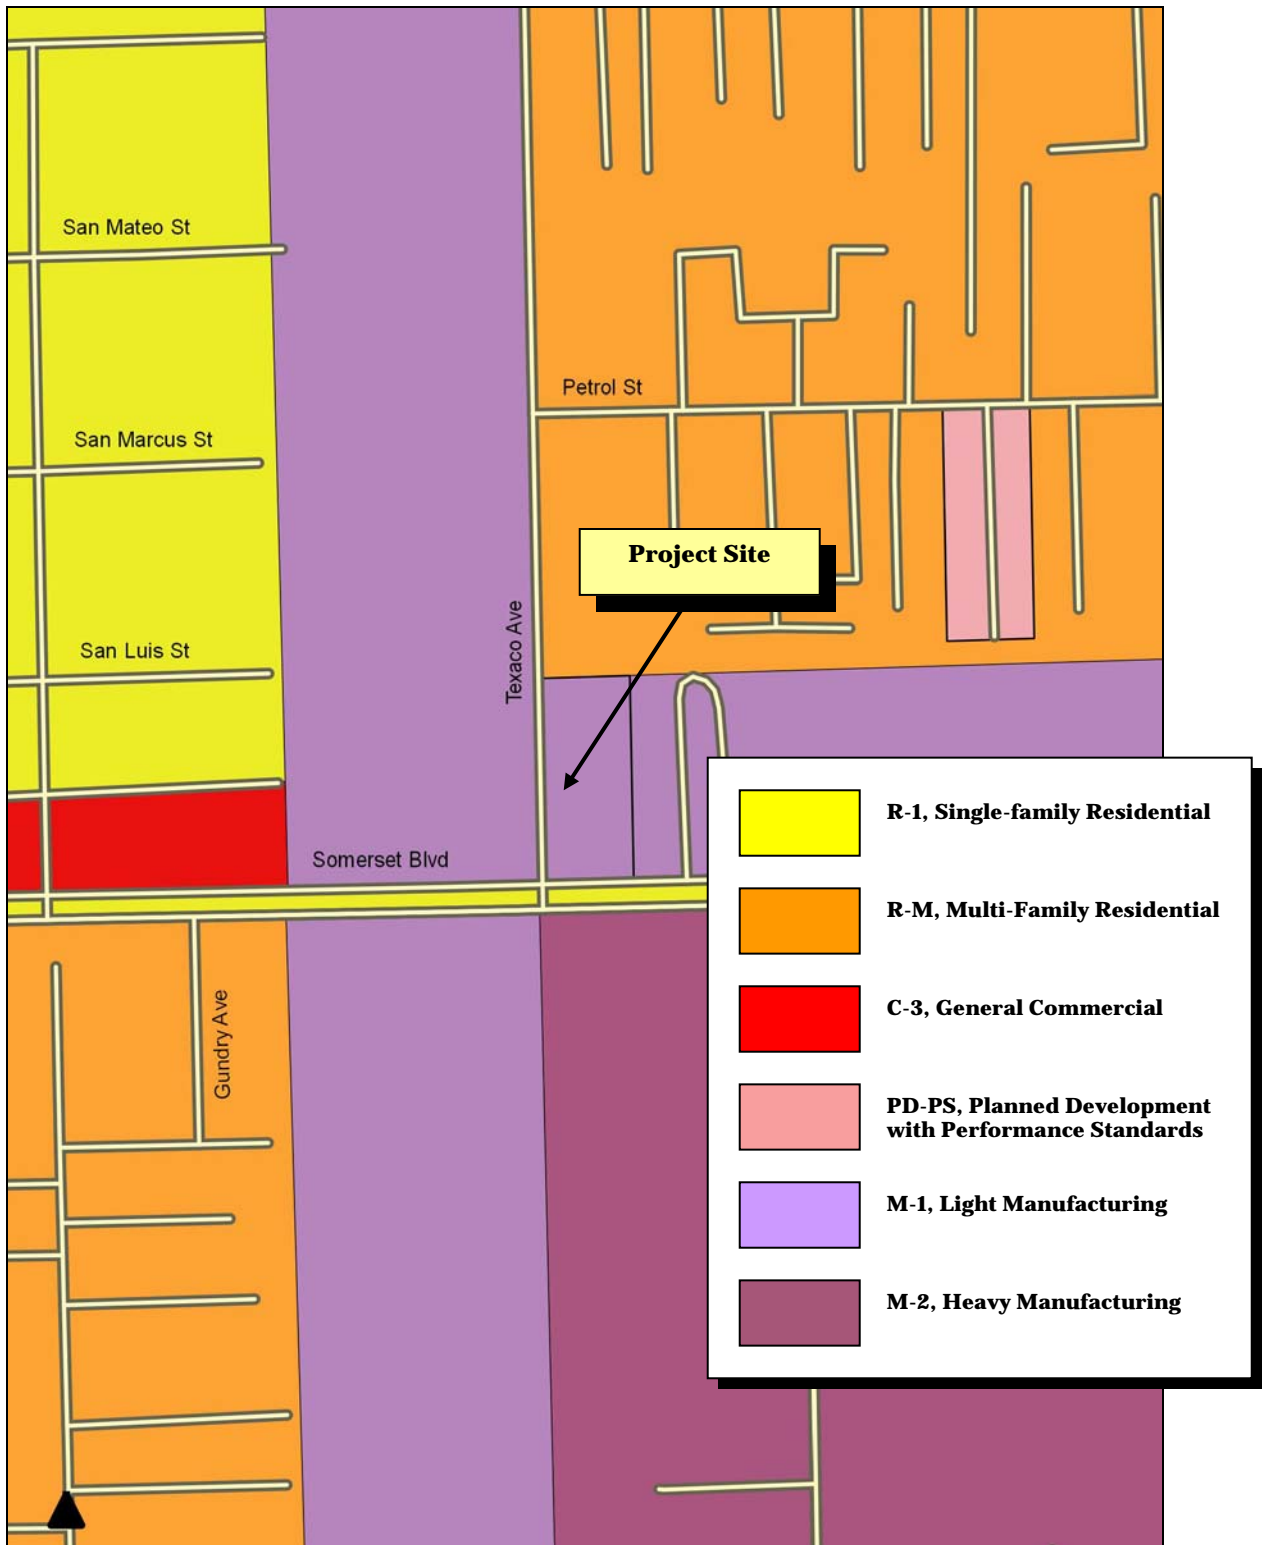 San Mateo St
Petrol St
San Marcus St
Project Site
Texaco Ave
San Luis St
Somerset Blvd
Gundry Ave
R-1, Single-family Residential
R-M, Multi-Family Residential
C-3, General Commercial
PD-PS, Planned Development
with Performance Standards
M-1, Light Manufacturing
M-2, Heavy Manufacturing